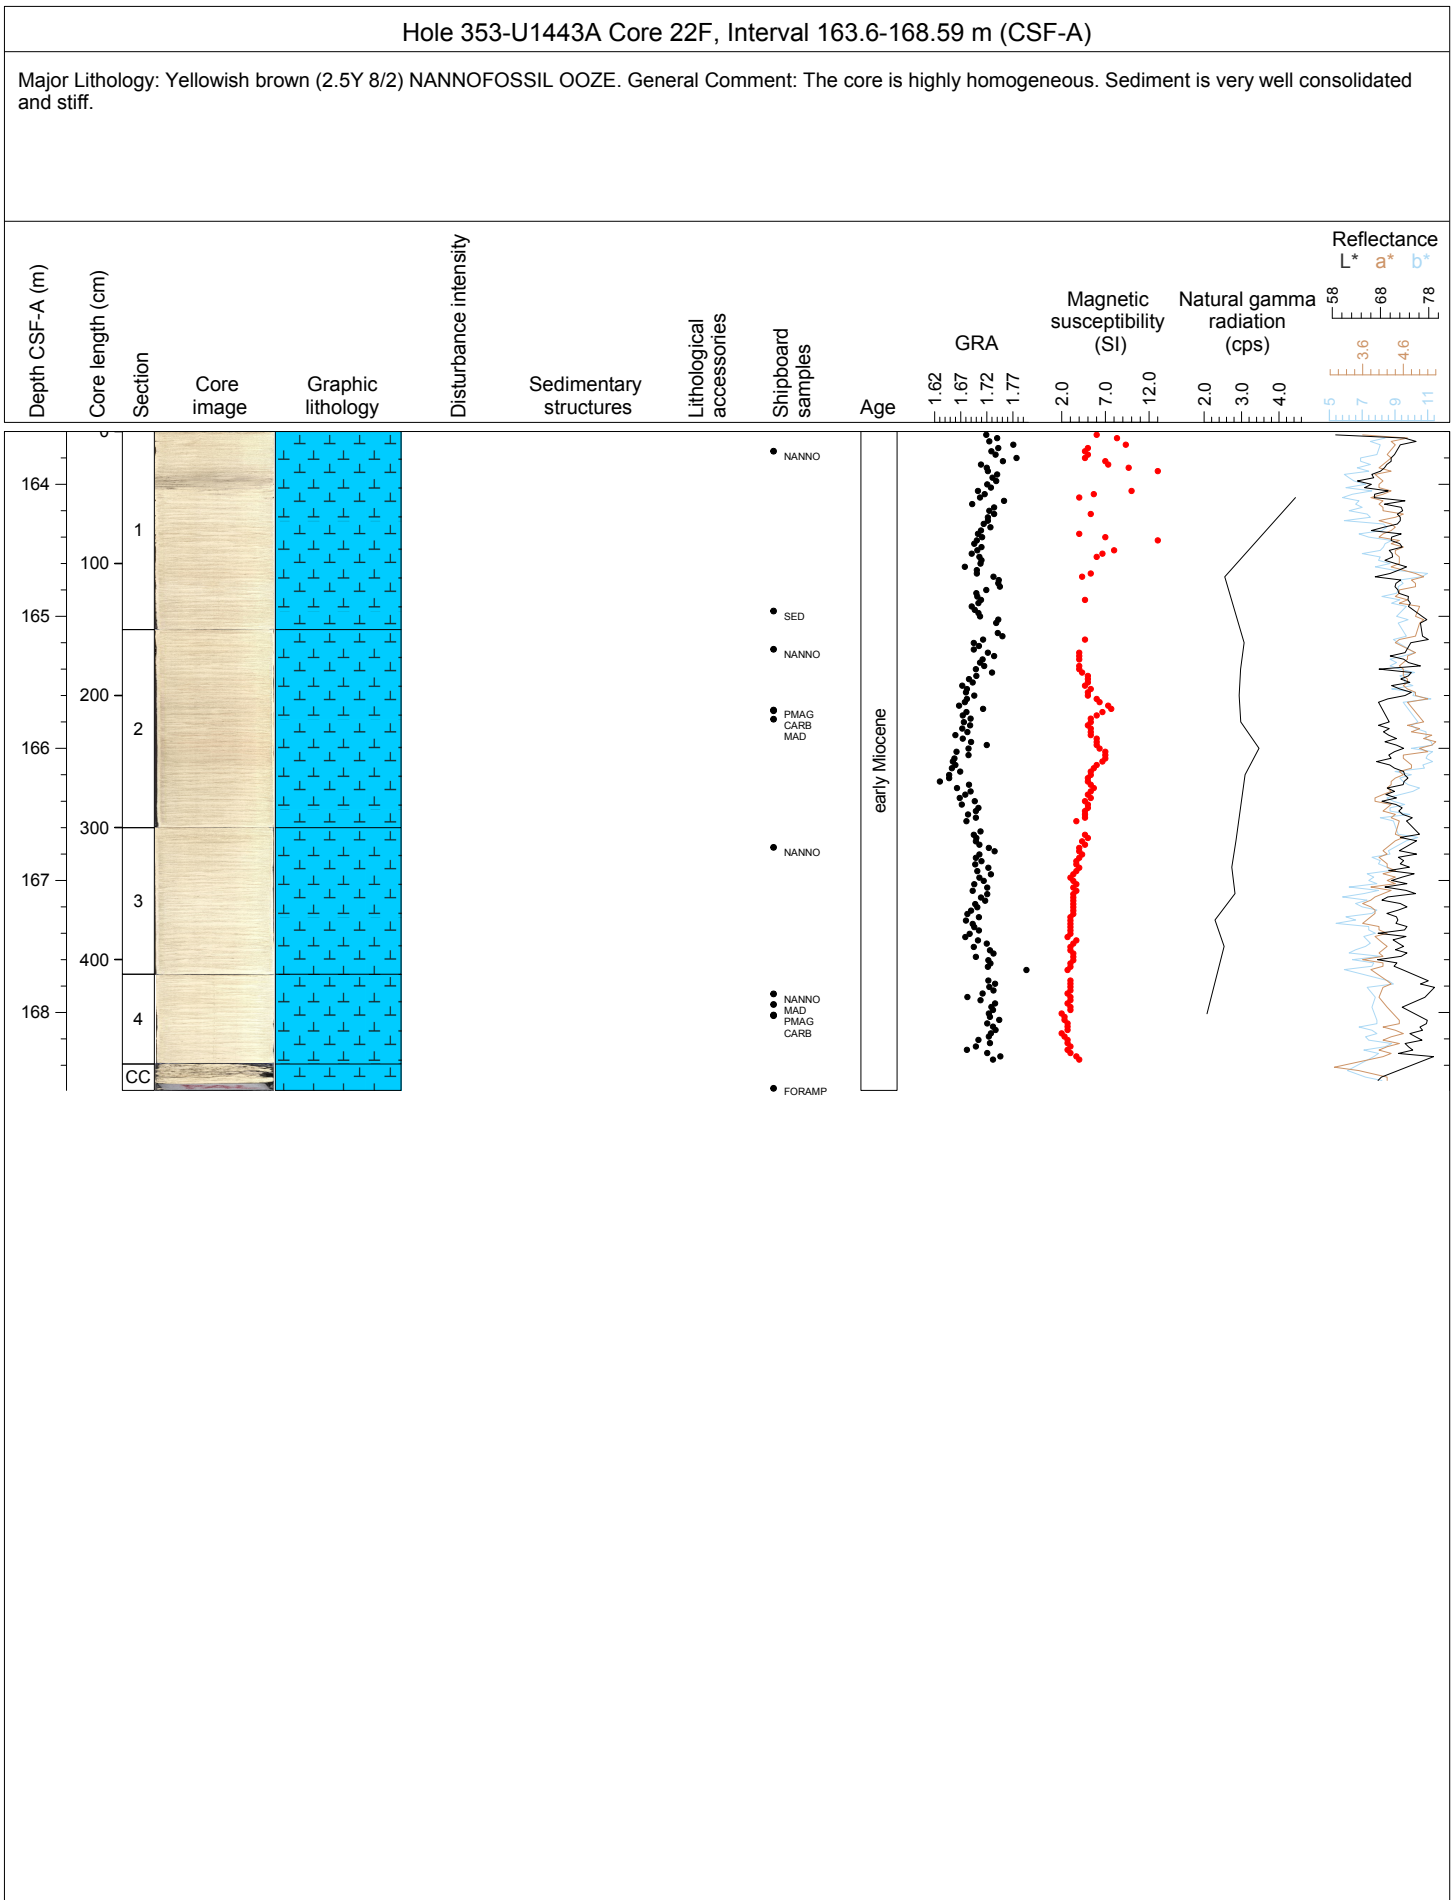 Hole 353-U1443A Core 22F, Interval 163.6-168.59 m (CSF-A)
Major Lithology: Yellowish brown (2.5Y 8/2) NANNOFOSSIL OOZE. General Comment: The core is highly homogeneous. Sediment is very well consolidated
and stiff.
Depth CSF-A (m)
Core length (cm)
Section
Core
image
Graphic
lithology
Disturbance intensity
Sedimentary
structures
Lithological
accessories
Shipboard
samples
Age
GRA
1.62 1.67 1.72 1.77
Magnetic
susceptibility
(SI)
2.0 7.0 12.0
Natural gamma
radiation
(cps)
2.0 3.0 4.0
Reflectance
L* a* b*
58 68 78
3.6 4.6
5 7 9 11
0
NANNO
164
1
100
165
SED
NANNO
200
PMAG
CARB
MAD
2
166
early Miocene
300
NANNO
167
3
400
NANNO
168
MAD
4
PMAG
CARB
CC
FORAMP